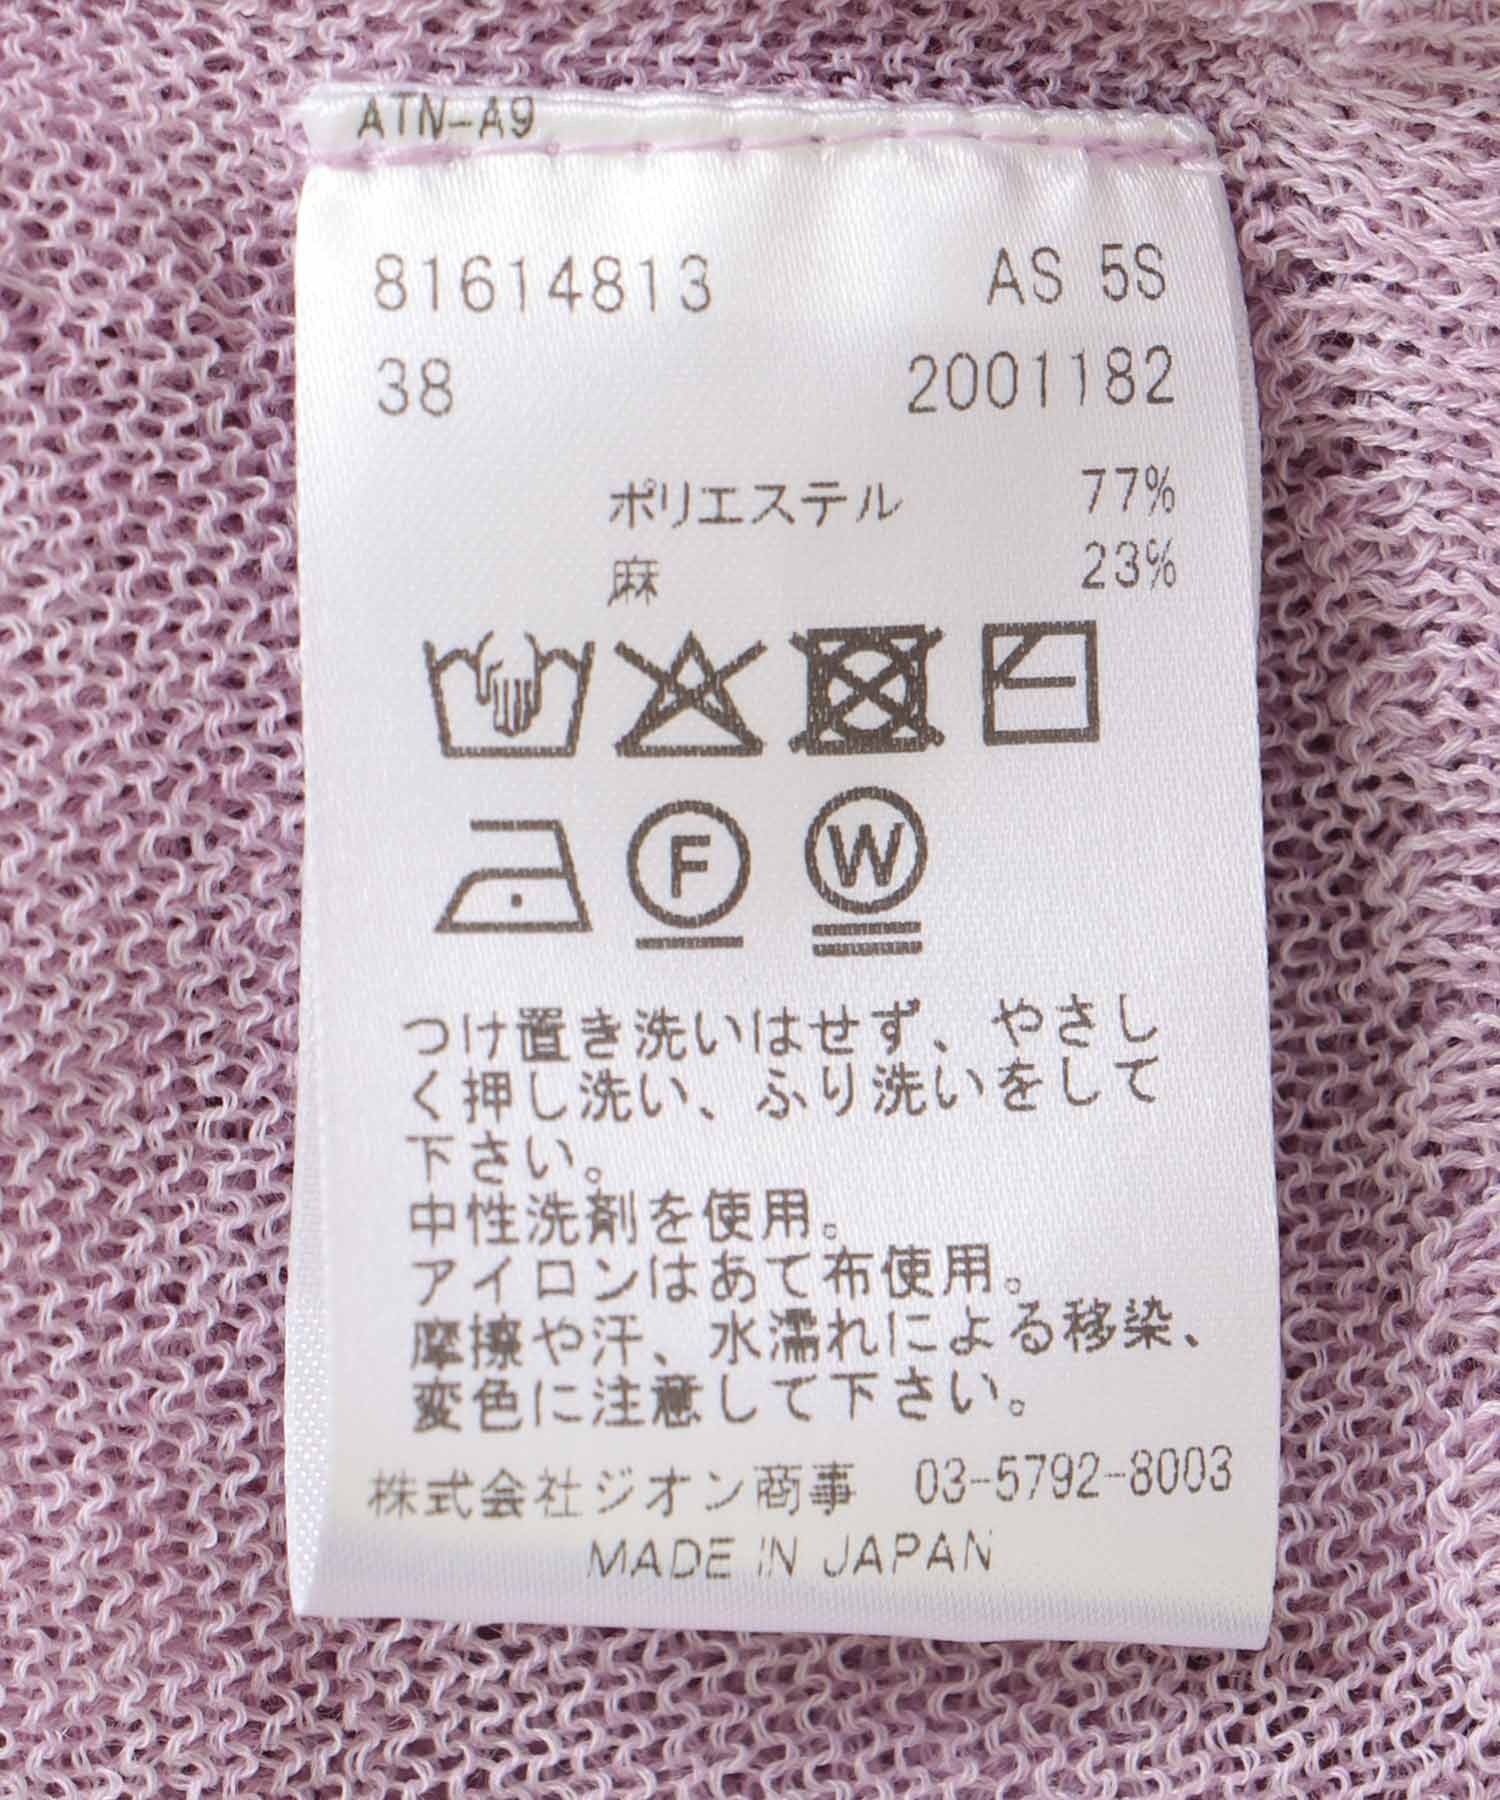 ATN-A9
81614813 AS 5S
38 2001182
ポリエステル 77%
麻 23%
F W
つけ置き洗いはせず、やさし
く押し洗い、ふり洗いをして
下さい。
中性洗剤を使用。
アイロンはあて布使用。
摩擦や汗、水濡れによる移染、
変色に注意して下さい。
株式会社ジオン商事 03-5792-8003
MADE IN JAPAN